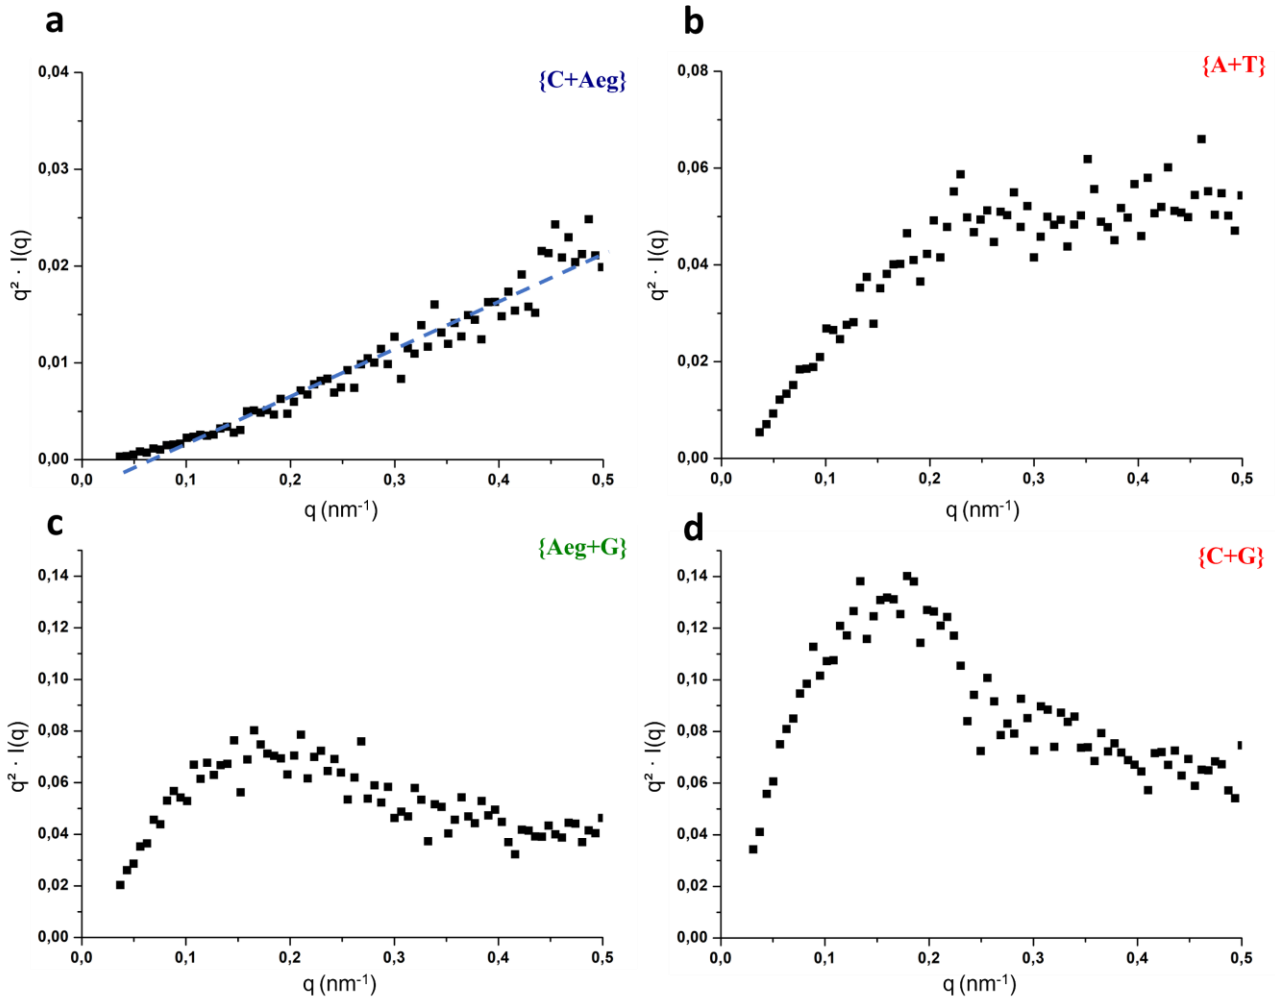 a
{C+Aeg}
0,04
0,03
0,02
0,01
0,00
q² · I(q)
0,0 0,1 0,2 0,3 0,4 0,5
q (nm-1)
b
{A+T}
0,08
0,06
0,04
0,02
0,00
q² · I(q)
0,0 0,1 0,2 0,3 0,4 0,5
q (nm-1)
c
{Aeg+G}
0,14
0,12
0,10
0,08
0,06
0,04
0,02
0,00
q² · I(q)
0,0 0,1 0,2 0,3 0,4 0,5
q (nm-1)
d
{C+G}
0,14
0,12
0,10
0,08
0,06
0,04
0,02
0,00
q² · I(q)
0,0 0,1 0,2 0,3 0,4 0,5
q (nm-1)